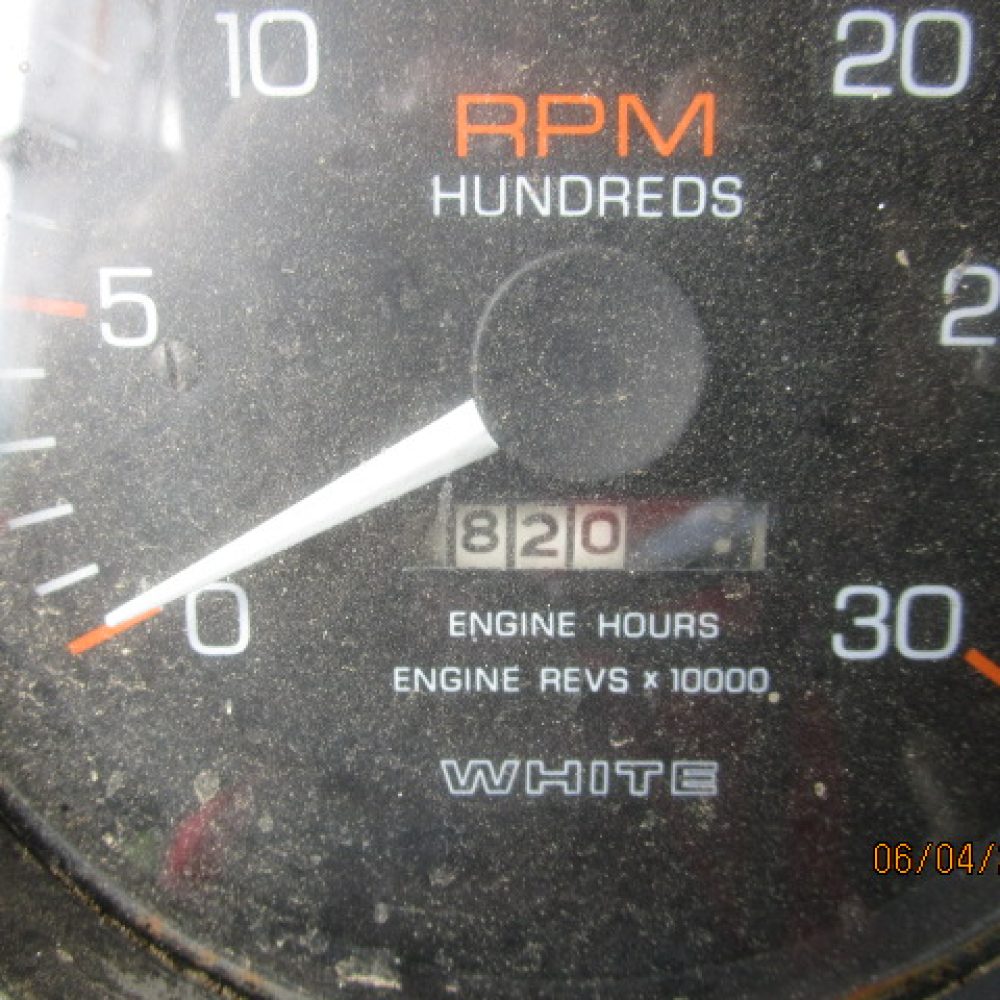 10
20
RPM
HUNDREDS
5
2
820
0
30
ENGINE HOURS
ENGINE REVS x 10000
WHITE
06/04/